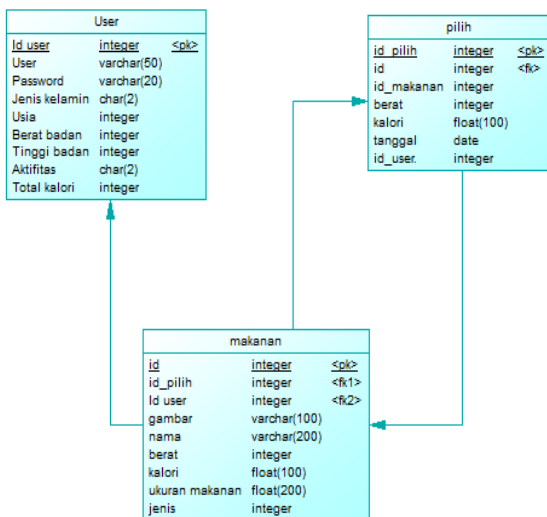 User
Id user integer <pk>
User varchar(50)
Password varchar(20)
Jenis kelamin char(2)
Usia integer
Berat badan integer
Tinggi badan integer
Aktifitas char(2)
Total kalori integer
pilih
id_pilih integer <pk>
id integer <fk>
id_makanan integer
berat integer
kalori float(100)
tanggal date
id_user. integer
makanan
id integer <pk>
id_pilih integer <fk1>
Id user integer <fk2>
gambar varchar(100)
nama varchar(200)
berat integer
kalori float(100)
ukuran makanan float(200)
jenis integer